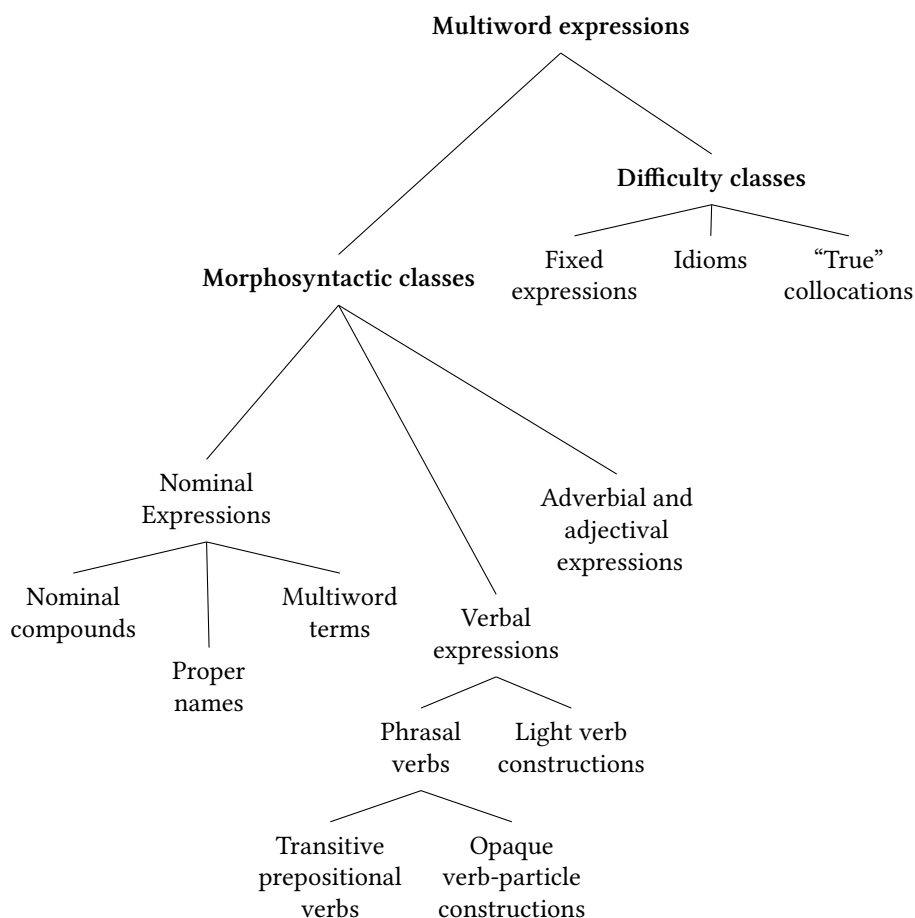 Multiword expressions
Difficulty classes
Fixed
expressions
Idioms
“True”
collocations
Morphosyntactic classes
Nominal
Expressions
Adverbial and
adjectival
expressions
Nominal
compounds
Multiword
terms
Proper
names
Verbal
expressions
Phrasal
verbs
Light verb
constructions
Transitive
prepositional
verbs
Opaque
verb-particle
constructions